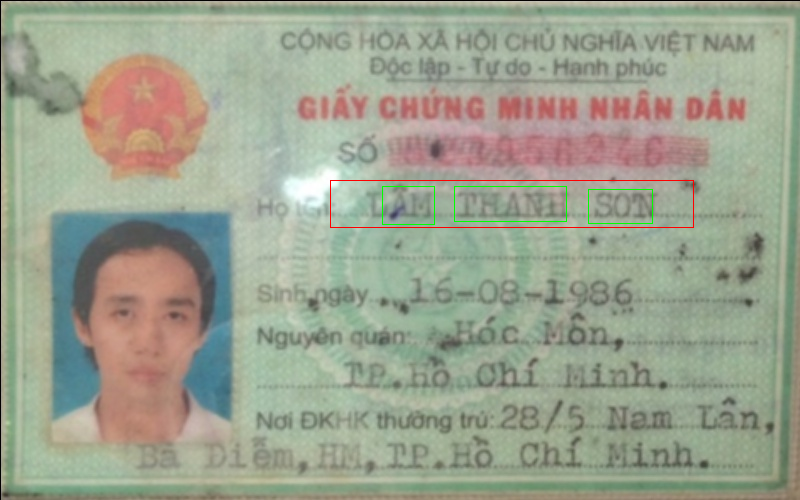 CỘNG HÒA XÃ HỘI CHỦ NGHĨA VIỆT NAM
Độc lập - Tự do - Hạnh phúc
GIẤY CHỨNG MINH NHÂN DÂN
SỐ
Họ tên: LÂM THANH SƠN
Sinh ngày 16-08-1986
Nguyên quán: Hóc Môn,
TP.Hồ Chí Minh.
Nơi ĐKHK thường trú: 28/5 Nam Lân,
Bà Điểm, HM, TP.Hồ Chí Minh.